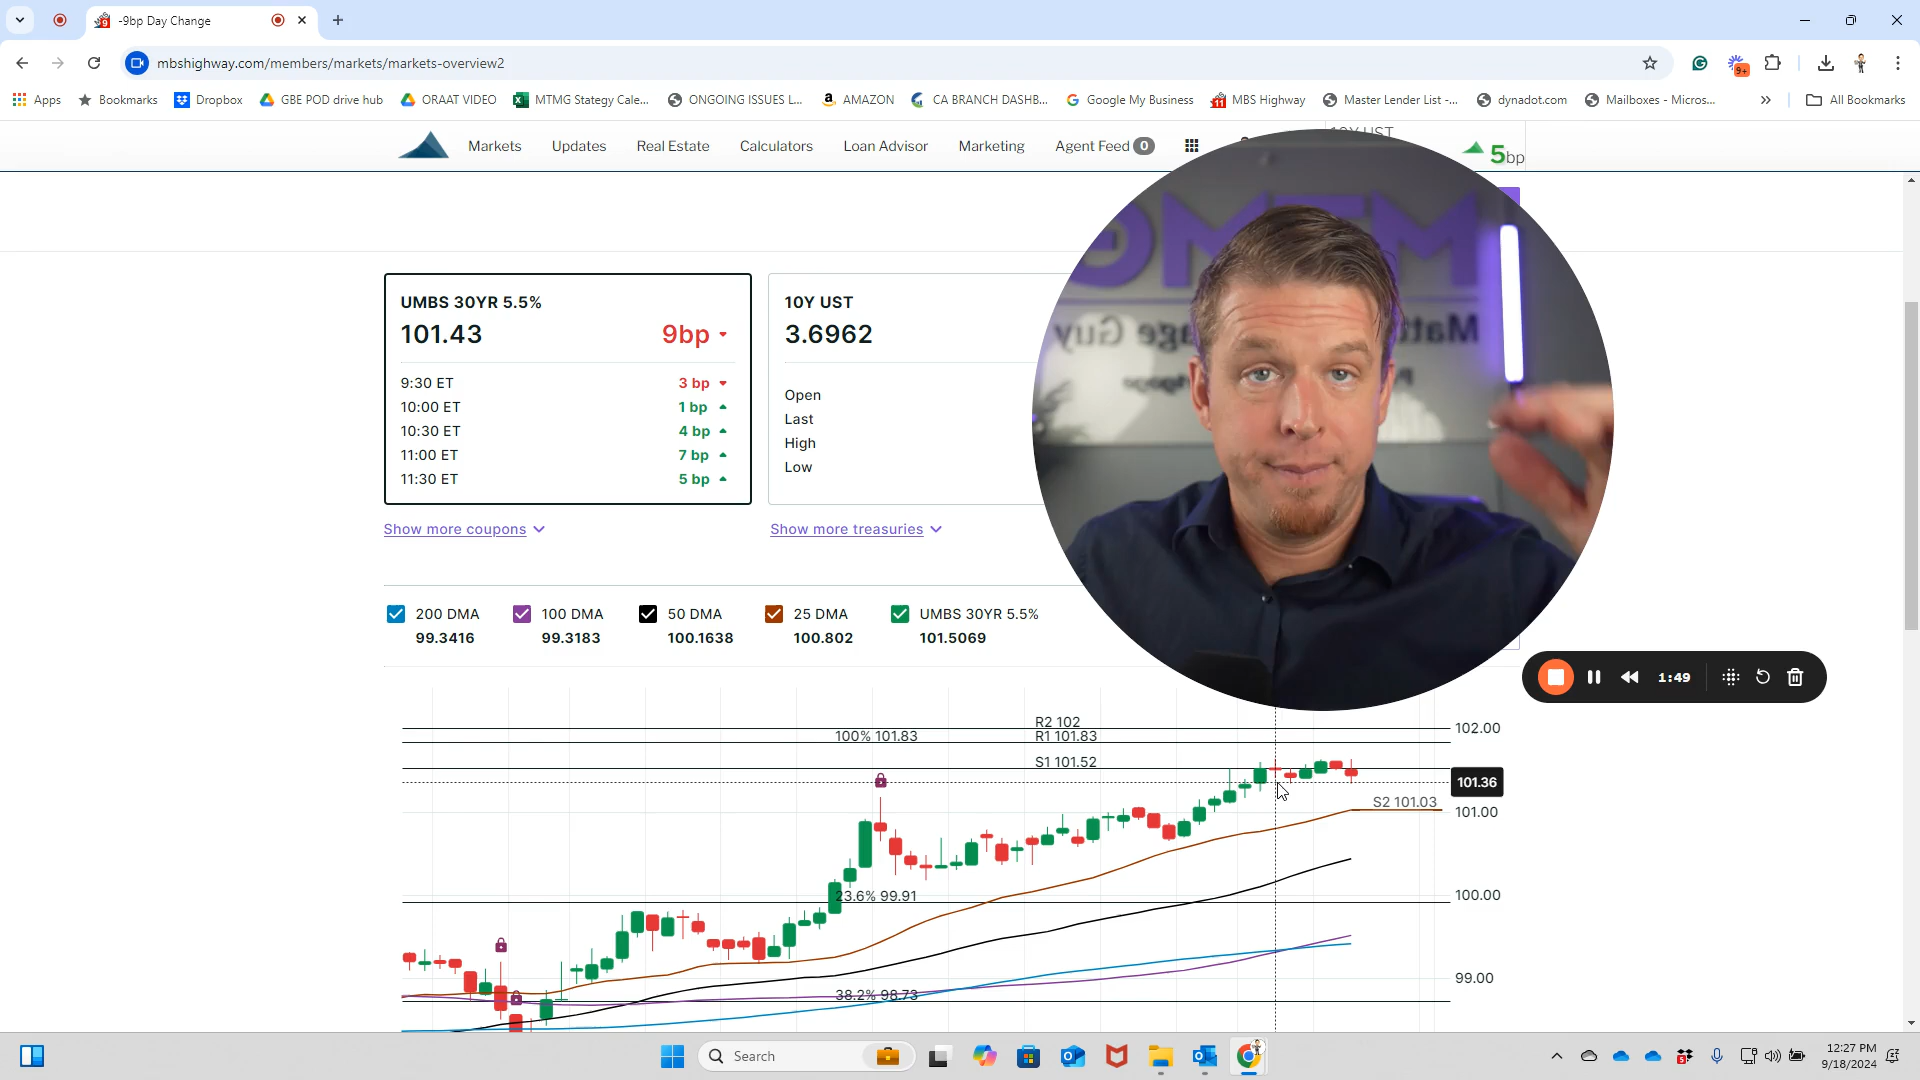 -9bp Day Change
mbshighway.com/members/markets/markets-overview2
9+
Apps Bookmarks Dropbox GBE POD drive hub ORAAT VIDEO MTMG Stategy Cale... ONGOING ISSUES L... AMAZON CA BRANCH DASHB... Google My Business MBS Highway Master Lender List -... dynadot.com Mailboxes - Micros... » All Bookmarks
Markets Updates Real Estate Calculators Loan Advisor Marketing Agent Feed 0
10Y UST
5bp
MTMG
UMBS 30YR 5.5%
101.43 9bp
9:30 ET 3 bp
10:00 ET 1 bp
10:30 ET 4 bp
11:00 ET 7 bp
11:30 ET 5 bp
10Y UST
3.6962
Open
Last
High
Low
Show more coupons
Show more treasuries
200 DMA 100 DMA 50 DMA 25 DMA UMBS 30YR 5.5%
99.3416 99.3183 100.1638 100.802 101.5069
1:49
R2 102
102.00
100% 101.83
R1 101.83
S1 101.52
101.36
S2 101.03
101.00
23.6% 99.91
100.00
38.2% 98.73
99.00
Search
12:27 PM
9/18/2024